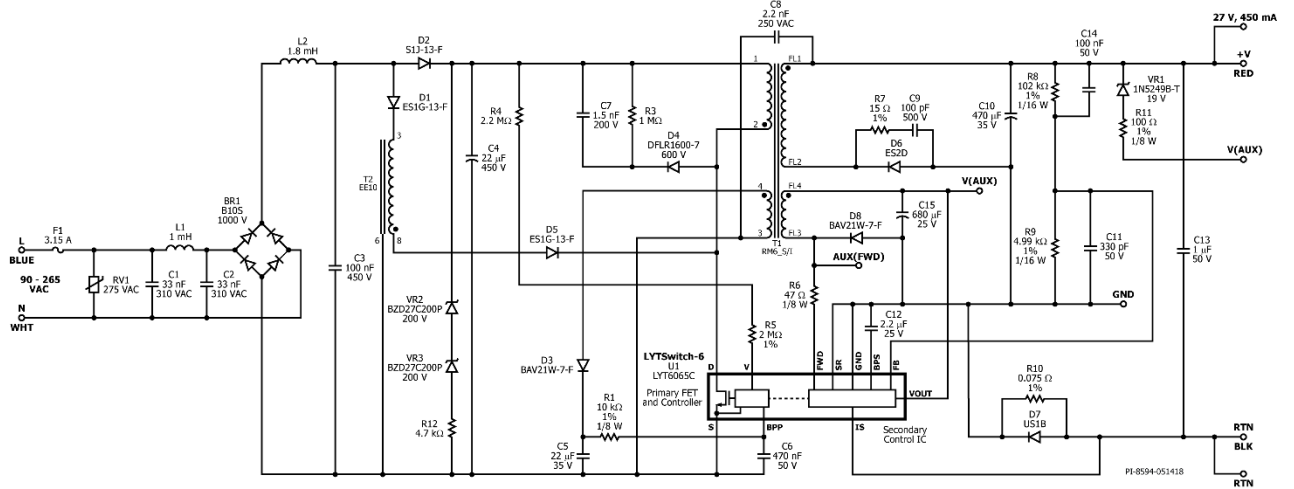 C8
2.2 nF
250 VAC
27 V, 450 mA
+V
RED
L2
1.8 mH
D2
S1J-13-F
D1
ES1G-13-F
3
T2
EE10
6
8
R4
2.2 MΩ
C4
22 µF
450 V
C7
1.5 nF
200 V
R3
1 MΩ
D4
DFLR1600-7
600 V
1
2
4
3
FL1
FL2
FL4
FL3
T1
RM6_S/I
R7
15 Ω
1%
C9
100 pF
500 V
D6
ES2D
C10
470 µF
35 V
R8
102 kΩ
1%
1/16 W
C14
100 nF
50 V
VR1
1N5249B-T
19 V
R11
100 Ω
1%
1/8 W
V(AUX)
V(AUX)
C15
680 µF
25 V
D8
BAV21W-7-F
AUX(FWD)
R6
47 Ω
1/8 W
R9
4.99 kΩ
1%
1/16 W
C11
330 pF
50 V
C13
1 µF
50 V
GND
C12
2.2 µF
25 V
L
BLUE
F1
3.15 A
90 - 265
VAC
N
WHT
RV1
275 VAC
L1
1 mH
C1
33 nF
310 VAC
C2
33 nF
310 VAC
BR1
B10S
1000 V
C3
100 nF
450 V
D5
ES1G-13-F
VR2
BZD27C200P
200 V
VR3
BZD27C200P
200 V
R12
4.7 kΩ
D3
BAV21W-7-F
R1
10 kΩ
1%
1/8 W
C5
22 µF
35 V
R5
2 MΩ
1%
LYTSwitch-6
U1
LYT6065C
Primary FET
and Controller
D
V
S
BPP
FWD
SR
GND
BPS
FB
VOUT
IS
Secondary
Control IC
C6
470 nF
50 V
R10
0.075 Ω
1%
D7
US1B
RTN
BLK
RTN
PI-8594-051418